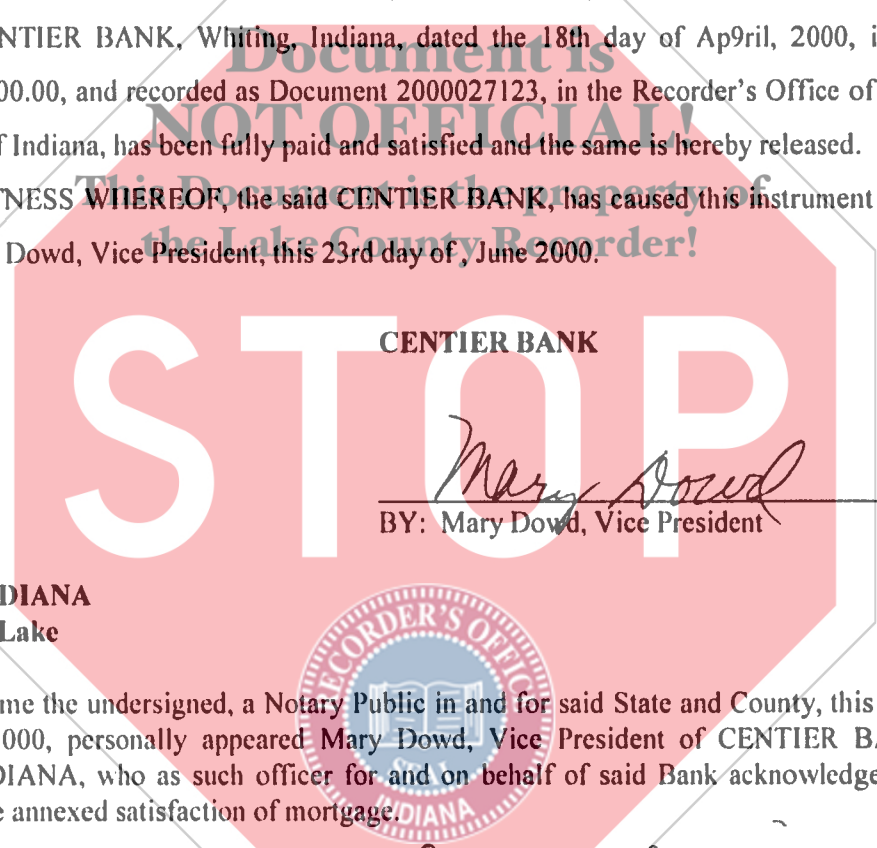 NTIER BANK, Whiting, Indiana, dated the 18th day of Ap9ril, 2000, i
Document is
00.00, and recorded as Document 2000027123, in the Recorder's Office of
NOT OFFICIAL!
f Indiana, has been fully paid and satisfied and the same is hereby released.
This Document is the property of
NESS WHEREOF, the said CENTIER BANK, has caused this instrument
the Lake County Recorder!
Dowd, Vice President, this 23rd day of , June 2000.
STOP
CENTIER BANK
Mary Dowd
BY: Mary Dowd, Vice President
DIANA
Lake
RECORDER'S OFFICE
me the undersigned, a Notary Public in and for said State and County, this
000, personally appeared Mary Dowd, Vice President of CENTIER BA
SEAL
DIANA, who as such officer for and on behalf of said Bank acknowledge
e annexed satisfaction of mortgage.
INDIANA